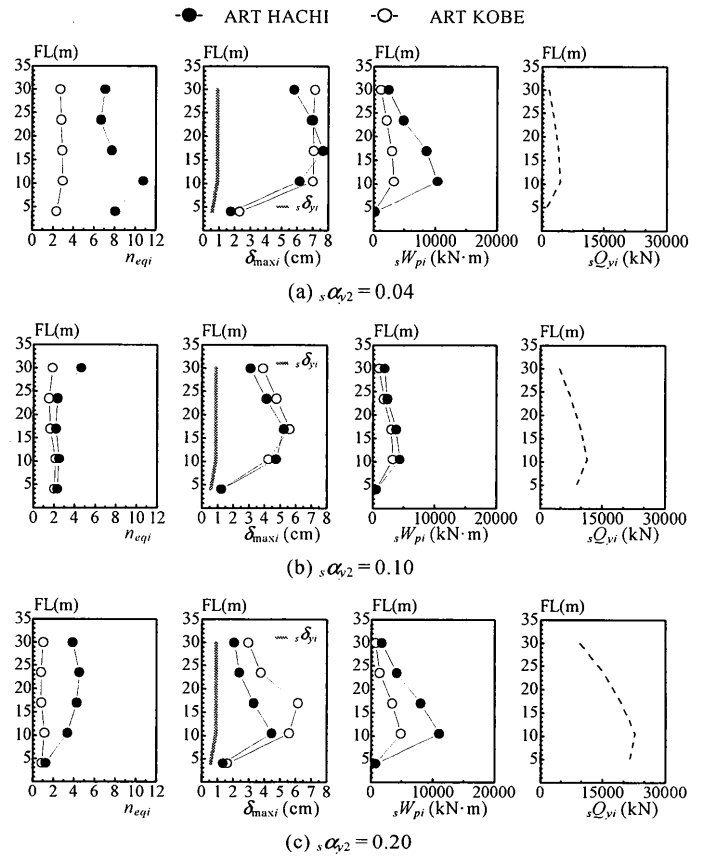 ART HACHI ART KOBE
FL(m) FL(m) FL(m) FL(m)
35 35 35 35
30 30 30 30
25 25 25 25
20 20 20 20
15 15 15 15
10 10 10 10
5 5 5 5
sδyi
0 2 4 6 8 10 12 0 1 2 3 4 5 6 7 8 0 10000 20000 0 15000 30000
neqi δmaxi (cm) sWpi (kN·m) sQyi (kN)
(a) sαy2 = 0.04
FL(m) FL(m) FL(m) FL(m)
35 35 35 35
sδyi
30 30 30 30
25 25 25 25
20 20 20 20
15 15 15 15
10 10 10 10
5 5 5 5
0 2 4 6 8 10 12 0 1 2 3 4 5 6 7 8 0 10000 20000 0 15000 30000
neqi δmaxi (cm) sWpi (kN·m) sQyi (kN)
(b) sαy2 = 0.10
FL(m) FL(m) FL(m) FL(m)
35 35 35 35
sδyi
30 30 30 30
25 25 25 25
20 20 20 20
15 15 15 15
10 10 10 10
5 5 5 5
0 2 4 6 8 10 12 0 1 2 3 4 5 6 7 8 0 10000 20000 0 15000 30000
neqi δmaxi (cm) sWpi (kN·m) sQyi (kN)
(c) sαy2 = 0.20